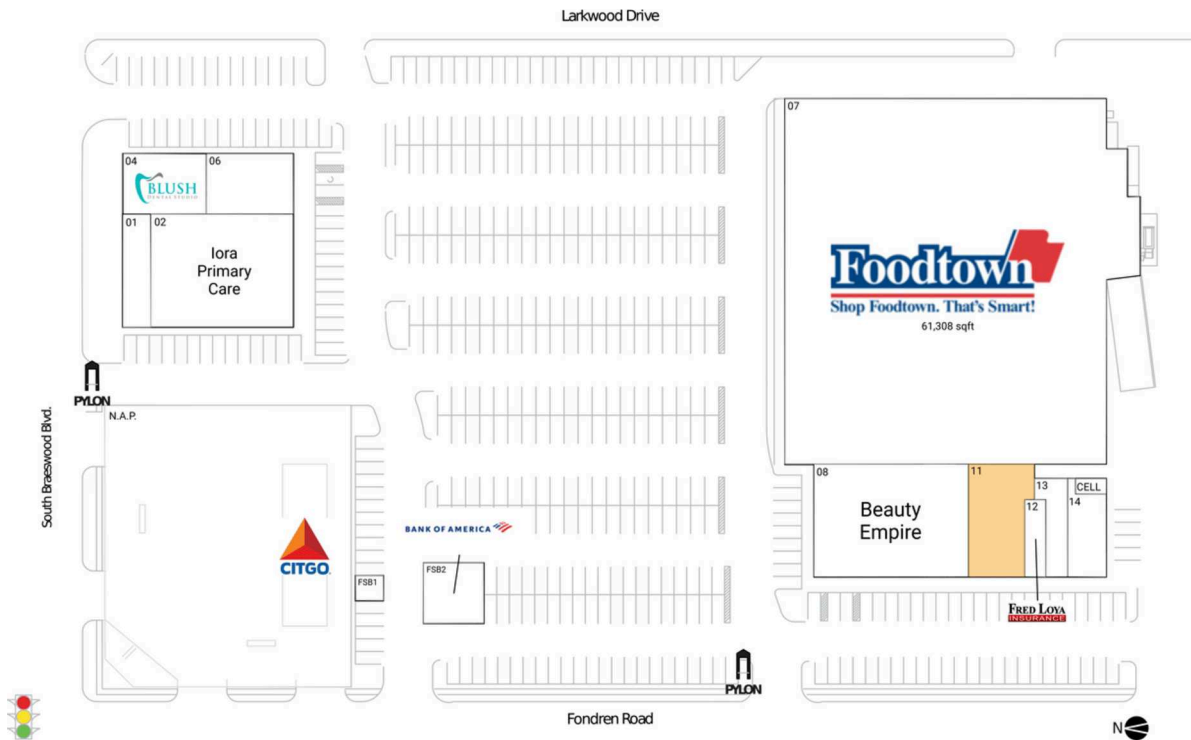 Larkwood Drive
07
04
06
BLUSH
DENTAL STUDIO
01
02
Iora
Primary
Care
Foodtown
Shop Foodtown. That's Smart!
61,308 sqft
PYLON
N.A.P.
South Braeswood Blvd.
08
11
13
CELL
14
12
Beauty
Empire
BANK OF AMERICA
CITGO
FSB1
FSB2
FRED LOYA
INSURANCE
PYLON
Fondren Road
N